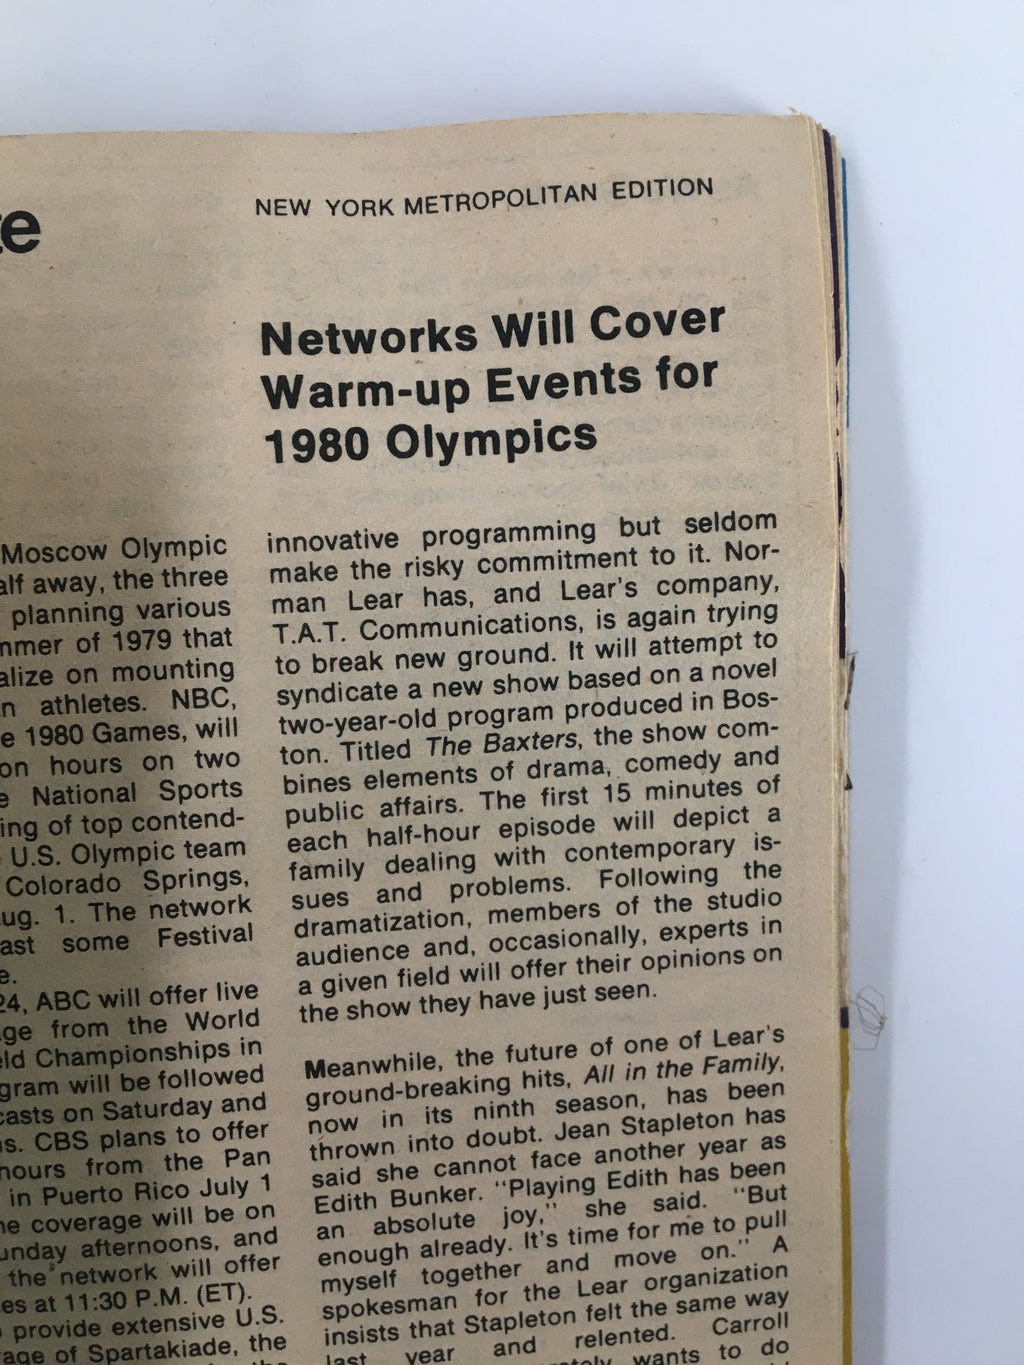 NEW YORK METROPOLITAN EDITION
Networks Will Cover
Warm-up Events for
1980 Olympics
Moscow Olympic
away, the three
planning various
of 1979 that
on mounting
athletes. NBC,
1980 Games, will
hours on two
National Sports
of top contend-
U.S. Olympic team
Colorado Springs,
1. The network
some Festival
24, ABC will offer live
from the World
Championships in
will be followed
on Saturday and
CBS plans to offer
hours from the Pan
in Puerto Rico July 1
coverage will be on
afternoons, and
the network will offer
at 11:30 P.M. (ET).
provide extensive U.S.
of Spartakiade, the
innovative programming but seldom
make the risky commitment to it. Nor-
man Lear has, and Lear's company,
T.A.T. Communications, is again trying
to break new ground. It will attempt to
syndicate a new show based on a novel
two-year-old program produced in Bos-
ton. Titled The Baxters, the show com-
bines elements of drama, comedy and
public affairs. The first 15 minutes of
each half-hour episode will depict a
family dealing with contemporary is-
sues and problems. Following the
dramatization, members of the studio
audience and, occasionally, experts in
a given field will offer their opinions on
the show they have just seen.
Meanwhile, the future of one of Lear's
ground-breaking hits, All in the Family,
now in its ninth season, has been
thrown into doubt. Jean Stapleton has
said she cannot face another year as
Edith Bunker. "Playing Edith has been
an absolute joy," she said. "But
enough already. It's time for me to pull
myself together and move on." A
spokesman for the Lear organization
insists that Stapleton felt the same way
last year and relented. Carroll
wants to do